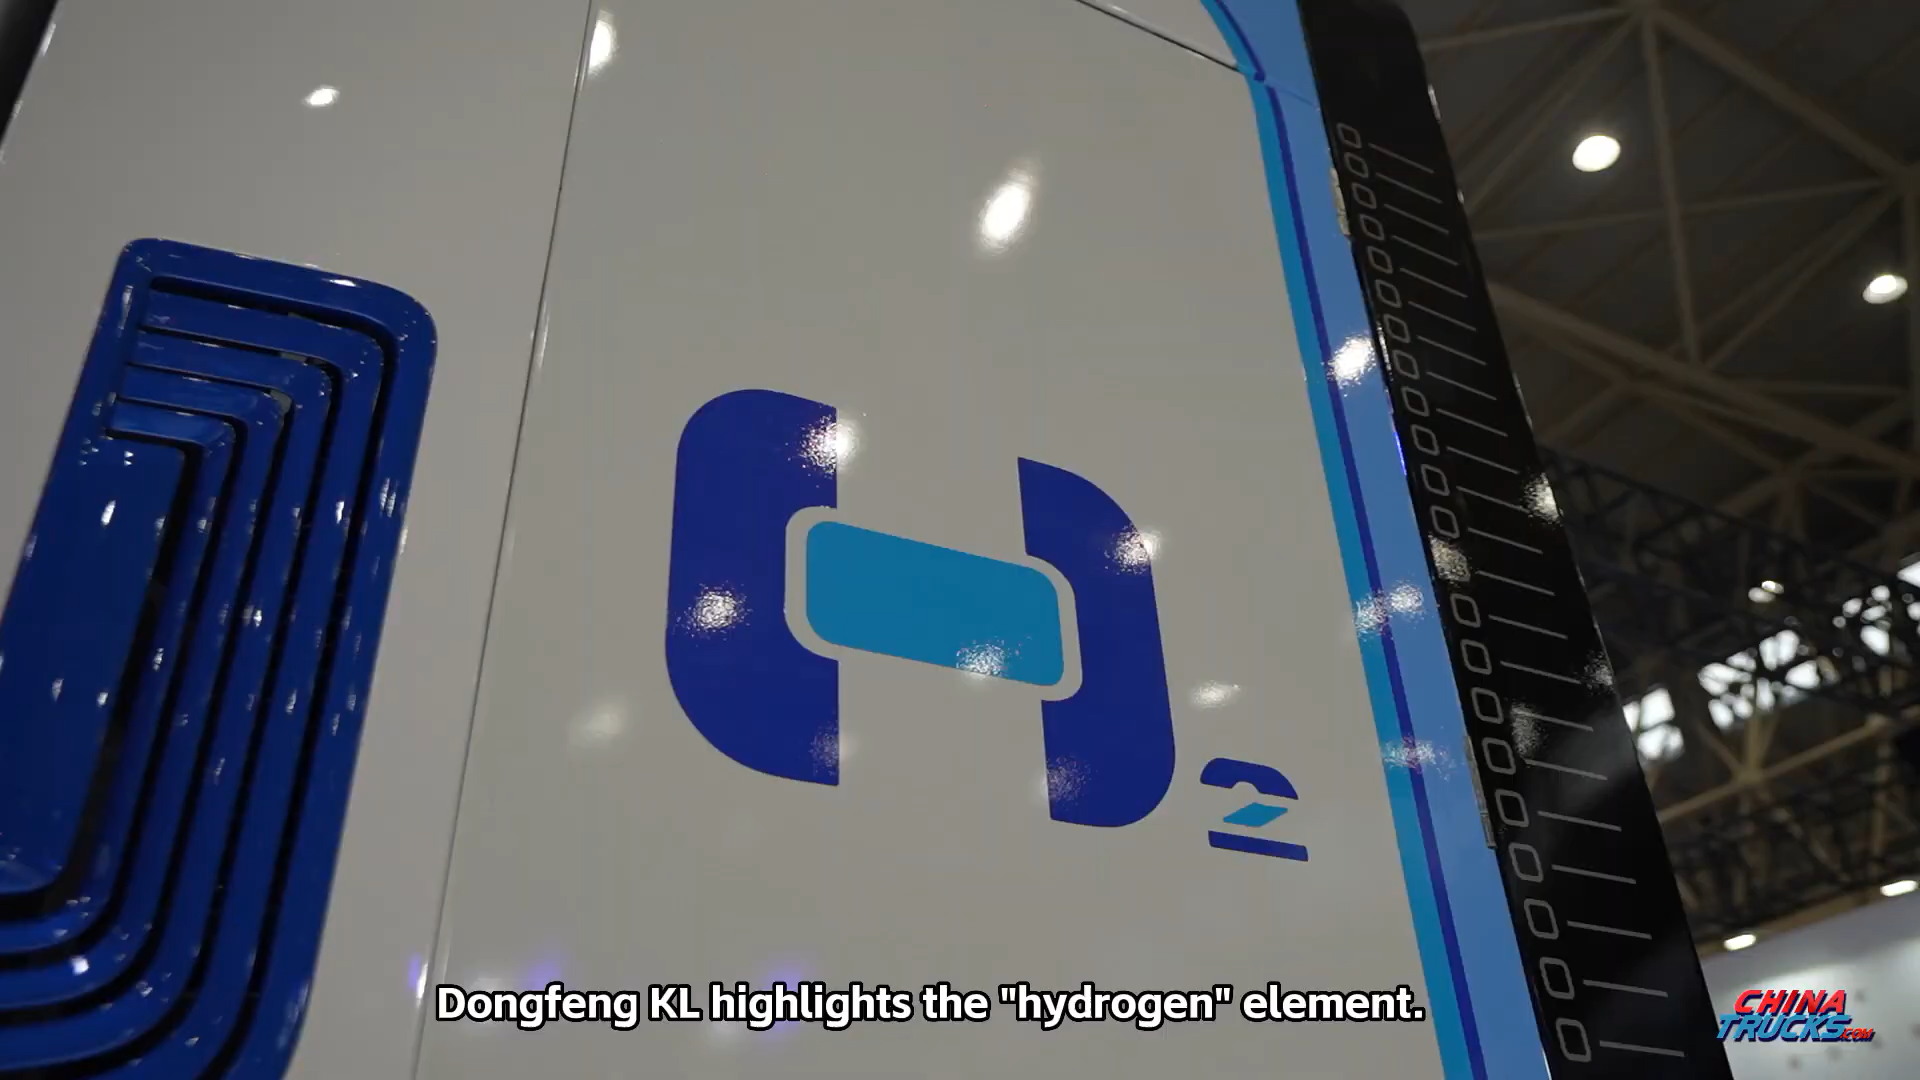 H2
Dongfeng KL highlights the "hydrogen" element.
CHINA
TRUCKS.COM